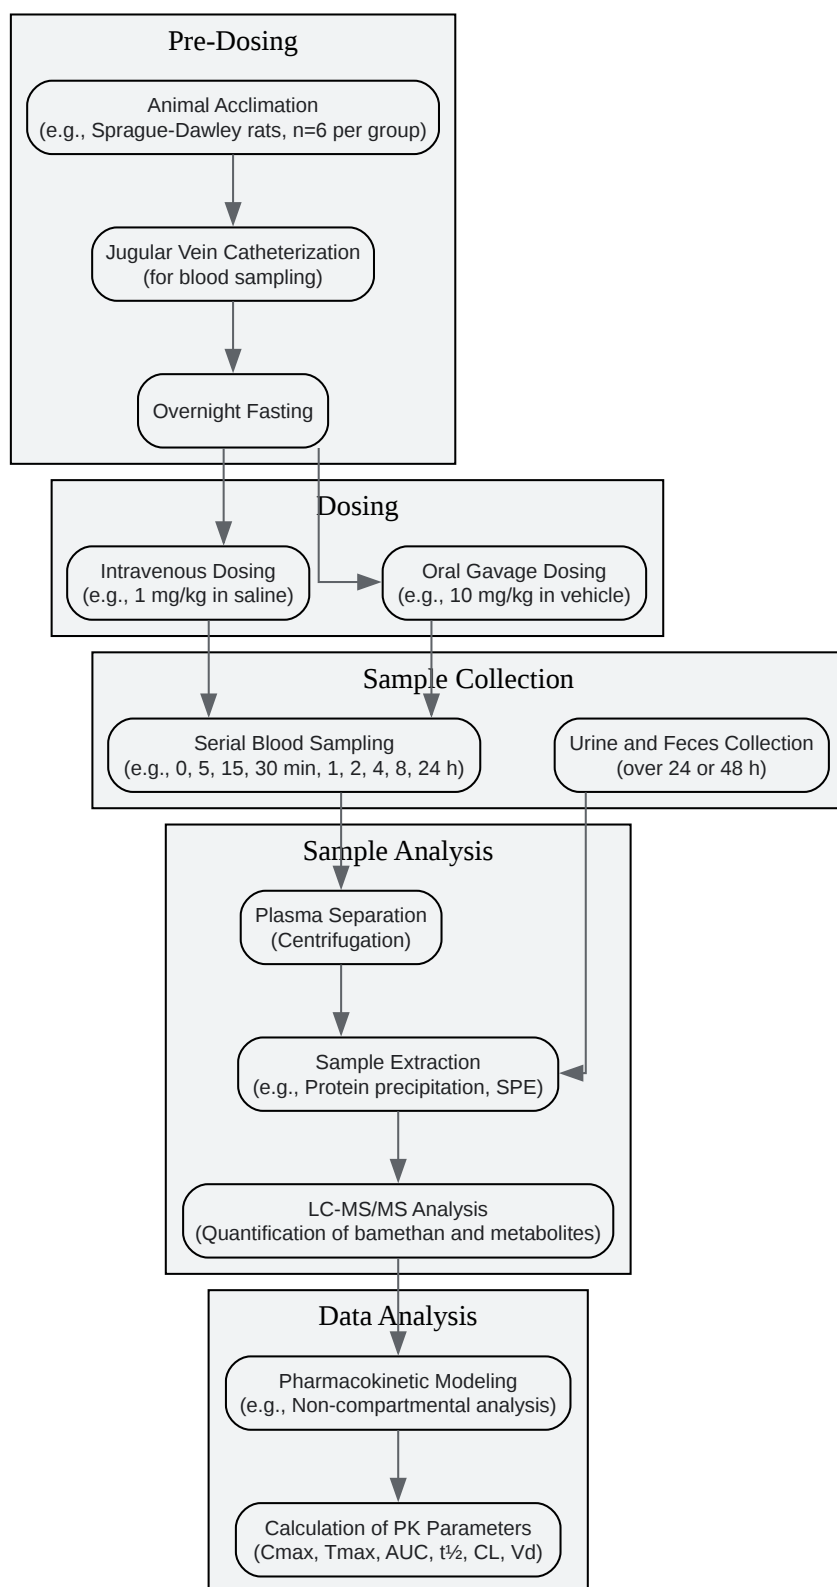 Pre-Dosing
Animal Acclimation
(e.g., Sprague-Dawley rats, n=6 per group)
Jugular Vein Catheterization
(for blood sampling)
Overnight Fasting
Dosing
Intravenous Dosing
(e.g., 1 mg/kg in saline)
Oral Gavage Dosing
(e.g., 10 mg/kg in vehicle)
Sample Collection
Serial Blood Sampling
(e.g., 0, 5, 15, 30 min, 1, 2, 4, 8, 24 h)
Urine and Feces Collection
(over 24 or 48 h)
Sample Analysis
Plasma Separation
(Centrifugation)
Sample Extraction
(e.g., Protein precipitation, SPE)
LC-MS/MS Analysis
(Quantification of bamethan and metabolites)
Data Analysis
Pharmacokinetic Modeling
(e.g., Non-compartmental analysis)
Calculation of PK Parameters
(Cmax, Tmax, AUC, t½, CL, Vd)